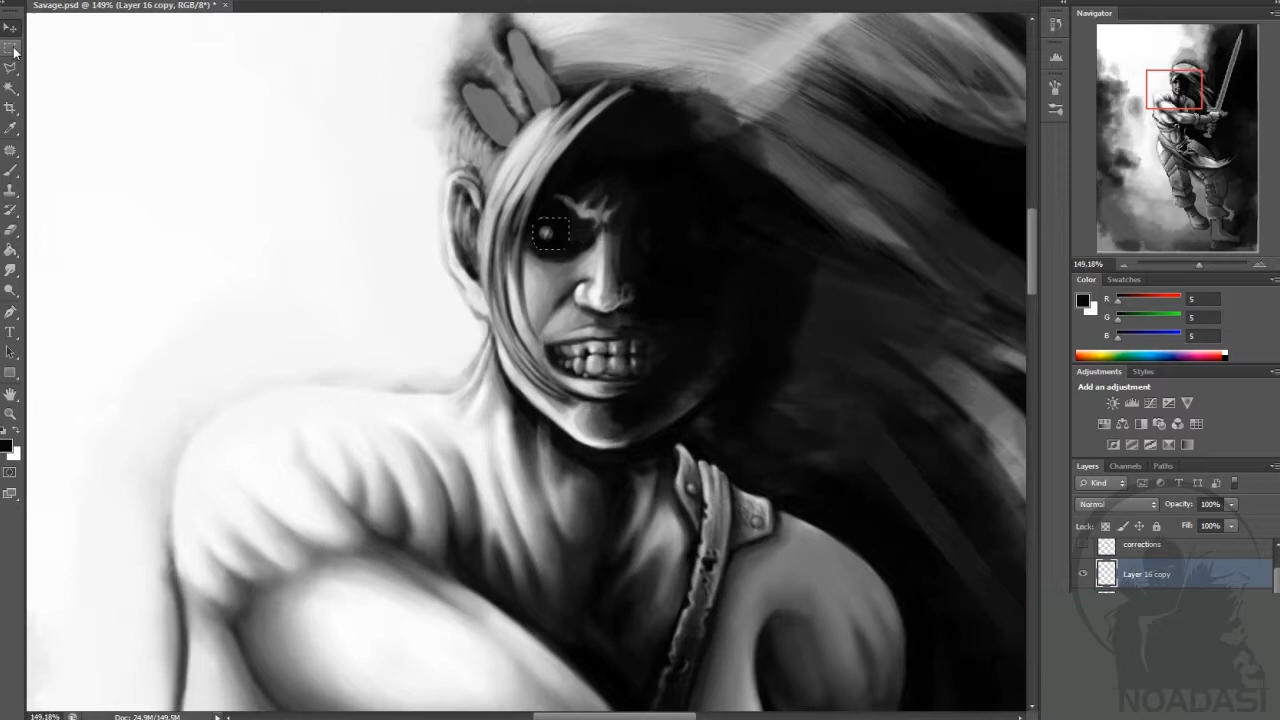 Savage.psd @ 149% (Layer 16 copy, RGB/8*) *
Navigator
149,18%
Color
Swatches
R
5
G
5
B
5
Adjustments
Styles
Add an adjustment
Layers
Channels
Paths
Kind
Normal
Opacity:
100%
Lock:
Fill:
100%
corrections
Layer 16 copy
NOADASI
149,18%
Doc: 24,9M/149,5M